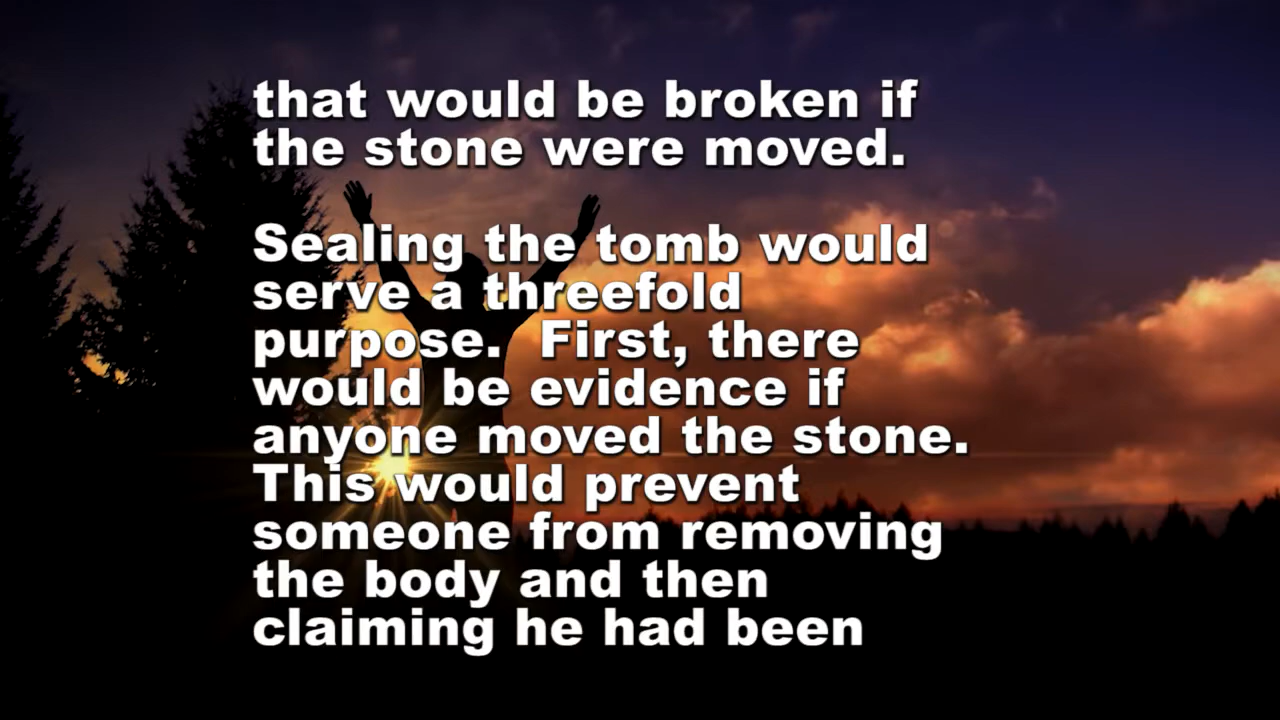 that would be broken if
the stone were moved.
Sealing the tomb would
serve a threefold
purpose.  First, there
would be evidence if
anyone moved the stone.
This would prevent
someone from removing
the body and then
claiming he had been